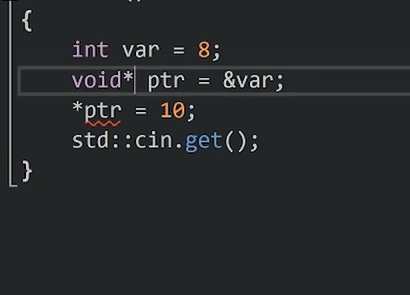 {
int var = 8;
void* ptr = &var;
*ptr = 10;
std::cin.get();
}